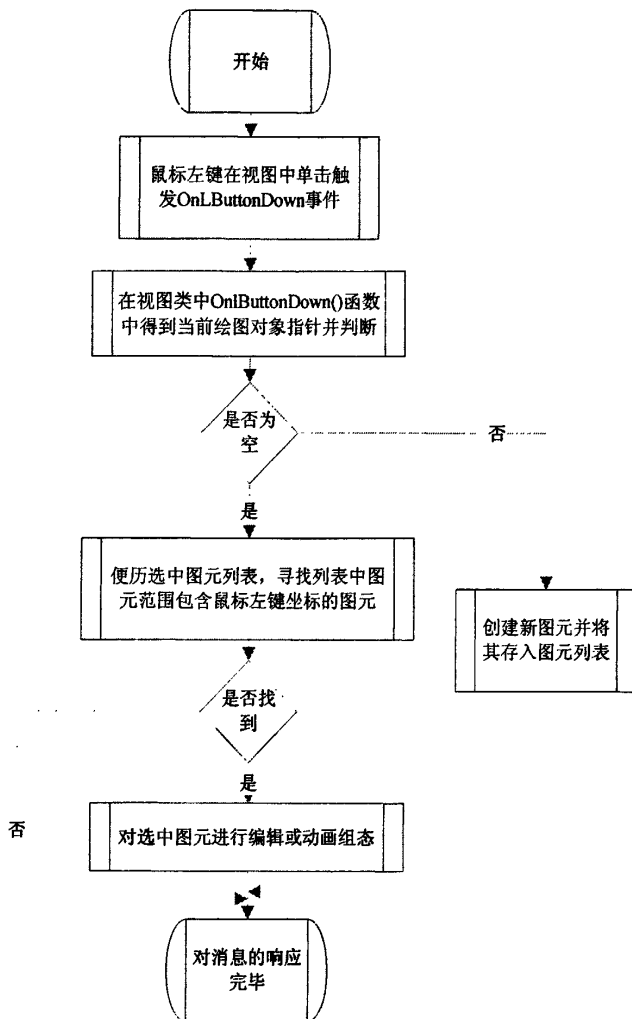 开始
鼠标左键在视图中单击触
发OnLButtonDown事件
在视图类中OnlButtonDown()函数
中得到当前绘图对象指针并判断
是否为
空
否
是
便历选中图元列表，寻找列表中图
元范围包含鼠标左键坐标的图元
创建新图元并将
其存入图元列表
是否找
到
是
否
对选中图元进行编辑或动画组态
对消息的响应
完毕